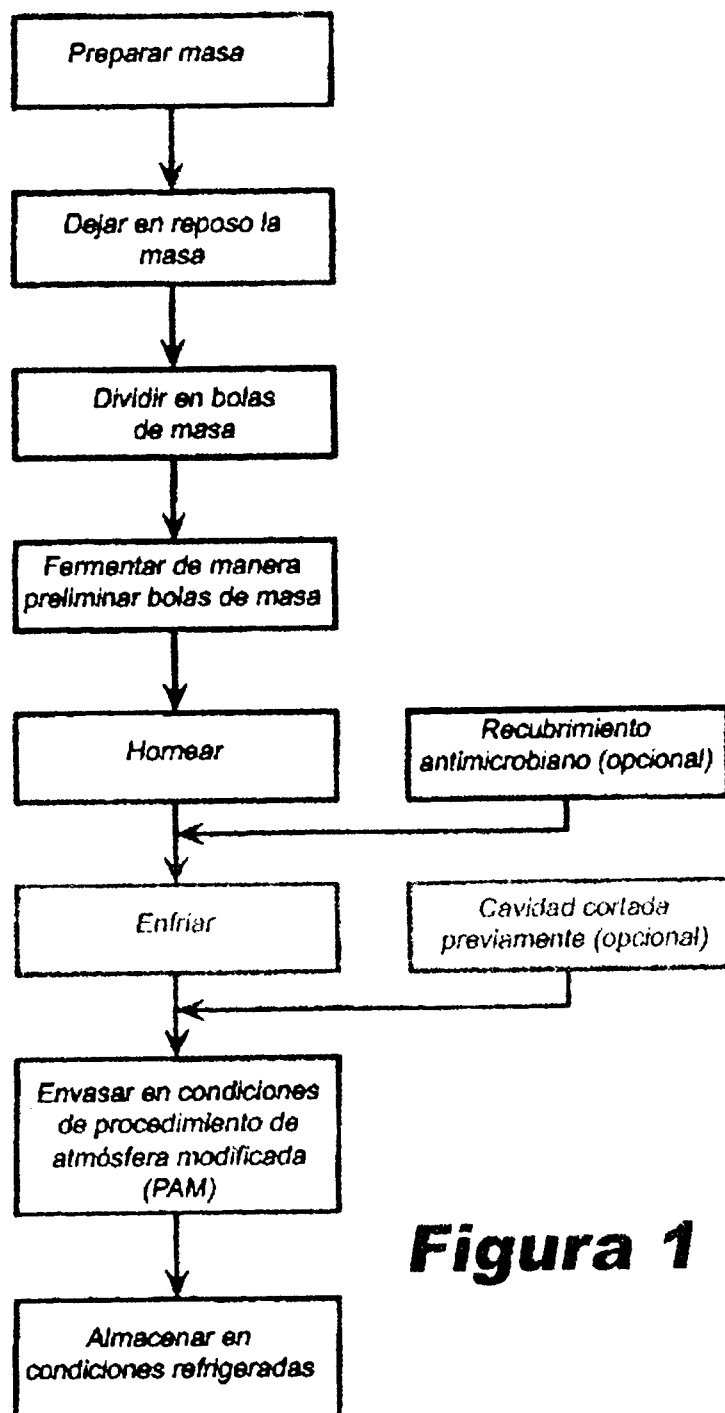 Preparar masa
Dejar en reposo la
masa
Dividir en bolas
de masa
Fermentar de manera
preliminar bolas de masa
Hornear
Recubrimiento
antimicrobiano (opcional)
Enfriar
Cavidad cortada
previamente (opcional)
Envasar en condiciones
de procedimiento de
atmósfera modificada
(PAM)
Figura 1
Almacenar en
condiciones refrigeradas